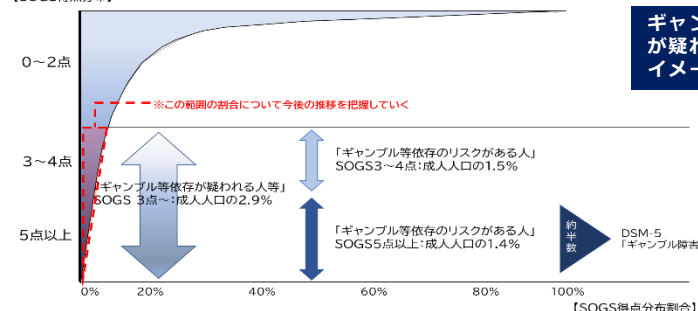 【SOGS得点分布】
ギャン
が疑れ
イメー
0～2点
※この範囲の割合について今後の推移を把握していく
3～4点
「ギャンブル等依存のリスクがある人」
SOGS3～4点:成人人口の1.5%
「ギャンブル等依存が疑われる人等」
SOGS 3点～:成人人口の2.9%
5点以上
「ギャンブル等依存のリスクがある人」
SOGS5点以上:成人人口の1.4%
約半数
DSM-5
「ギャンブル障害
0% 20% 40% 60% 80% 100%
【SOGS得点分布割合】